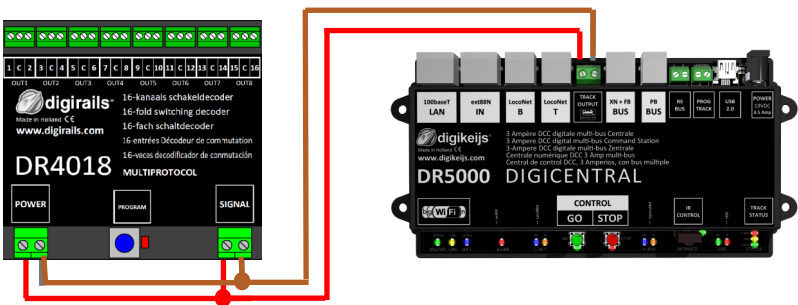 1 C 2 3 C 4 5 C 6 7 C 8 9 C 10 11 C 12 13 C 14 15 C 16
OUT1 OUT2 OUT3 OUT4 OUT5 OUT6 OUT7 OUT8
digirails
Made in Holland CE
www.digirails.com
16-kanaals schakeldecoder
16-fold switching decoder
16-fach schaltdecoder
16-entrées Décodeur de commutation
16-veces decodificador de conmutación
DR4018
MULTIPROTOCOL
POWER
PROGRAM
SIGNAL
100baseT
LAN
ext88N
IN
LocoNet
B
LocoNet
T
TRACK
OUTPUT
XN + FB
BUS
PB
BUS
RS
BUS
PROG
TRACK
USB
2.0
POWER
19VDC
3.5 Amp
digikeijs
Made in Holland CE
www.digikeijs.com
3 Ampère DCC digitale multi-bus Centrale
3 Ampere DCC digital multi-bus Command Station
3-Ampere DCC digital multi-bus Zentrale
Centrale numérique DCC 3 Amp multi-bus
Central de control DCC, 3 Amperios, con bus múltiple
DR5000
DIGICENTRAL
WiFi
CONTROL
GO STOP
IR
CONTROL
TRACK
STATUS